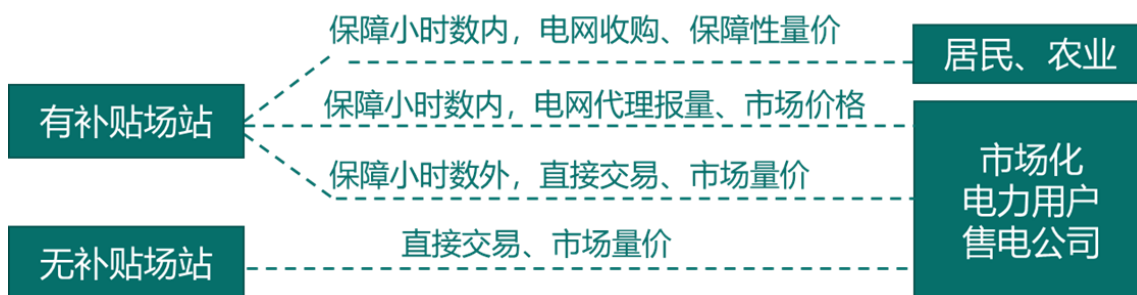 保障小时数内，电网收购、保障性量价
居民、农业
有补贴场站
保障小时数内，电网代理报量、市场价格
保障小时数外，直接交易、市场量价
市场化
电力用户
售电公司
无补贴场站
直接交易、市场量价